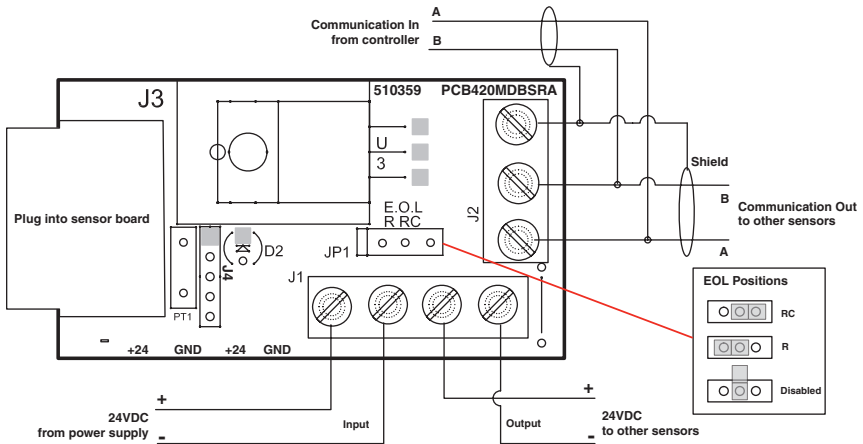 A
Communication In
from controller
B
J3
510359
PCB420MDBSRA
U
3
Shield
Plug into sensor board
E.O.L
R RC
J2
B
Communication Out
to other sensors
A
D2
JP1
J4
J1
PT1
EOL Positions
RC
R
Disabled
- +24 GND +24 GND
+
24VDC
from power supply
-
Input
Output
+
24VDC
to other sensors
-